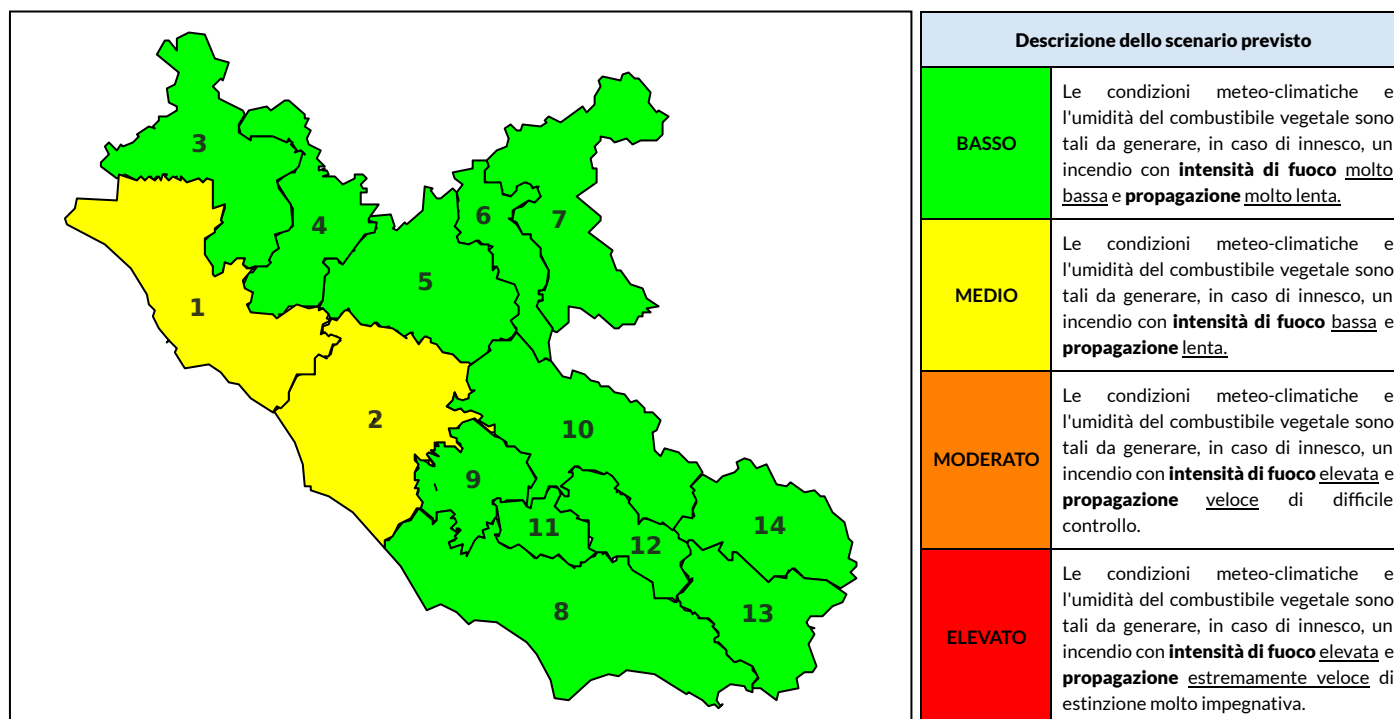 3
4
6
7
5
1
2
10
9
11
12
14
8
13
Descrizione dello scenario previsto
BASSO
Le condizioni meteo-climatiche e
l'umidità del combustibile vegetale sono
tali da generare, in caso di innesco, un
incendio con intensità di fuoco molto
bassa e propagazione molto lenta.
MEDIO
Le condizioni meteo-climatiche e
l'umidità del combustibile vegetale sono
tali da generare, in caso di innesco, un
incendio con intensità di fuoco bassa e
propagazione lenta.
MODERATO
Le condizioni meteo-climatiche e
l'umidità del combustibile vegetale sono
tali da generare, in caso di innesco, un
incendio con intensità di fuoco elevata e
propagazione veloce di difficile
controllo.
ELEVATO
Le condizioni meteo-climatiche e
l'umidità del combustibile vegetale sono
tali da generare, in caso di innesco, un
incendio con intensità di fuoco elevata e
propagazione estremamente veloce di
estinzione molto impegnativa.